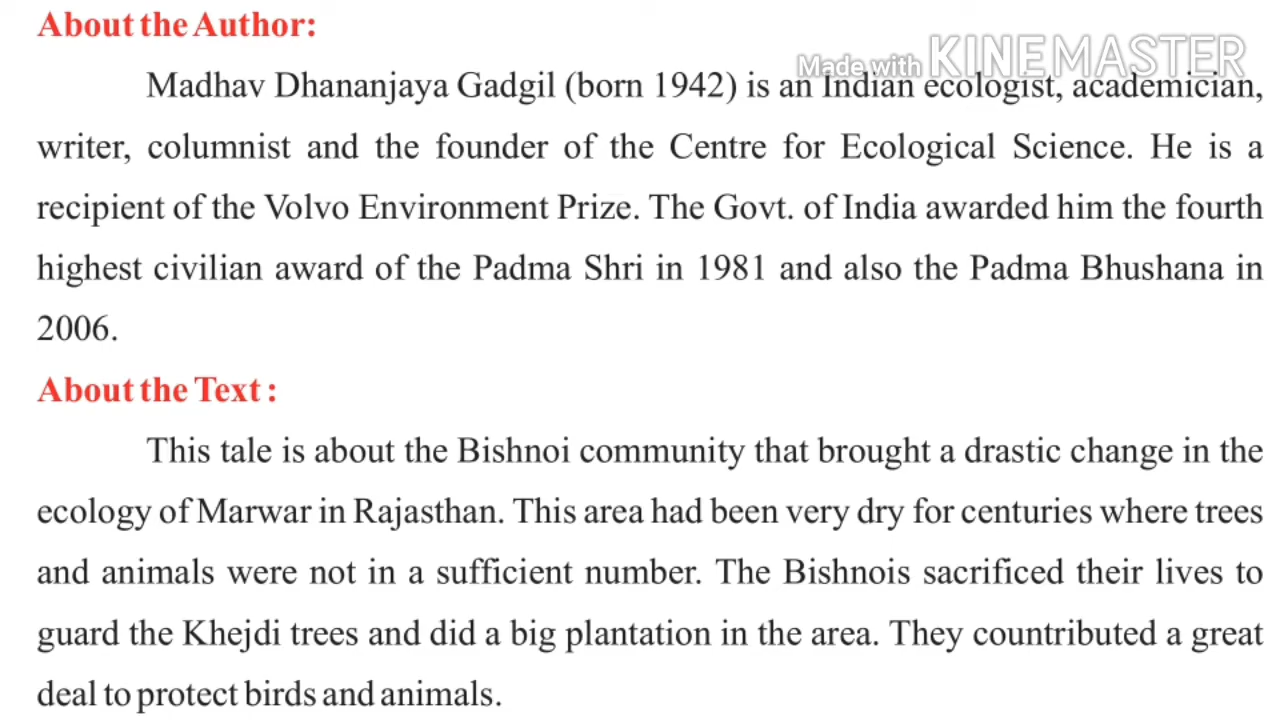 About the Author:
Made with KINEMASTER
Madhav Dhananjaya Gadgil (born 1942) is an Indian ecologist, academician,
writer, columnist and the founder of the Centre for Ecological Science. He is a
recipient of the Volvo Environment Prize. The Govt. of India awarded him the fourth
highest civilian award of the Padma Shri in 1981 and also the Padma Bhushana in
2006.
About the Text :
This tale is about the Bishnoi community that brought a drastic change in the
ecology of Marwar in Rajasthan. This area had been very dry for centuries where trees
and animals were not in a sufficient number. The Bishnois sacrificed their lives to
guard the Khejdi trees and did a big plantation in the area. They countributed a great
deal to protect birds and animals.